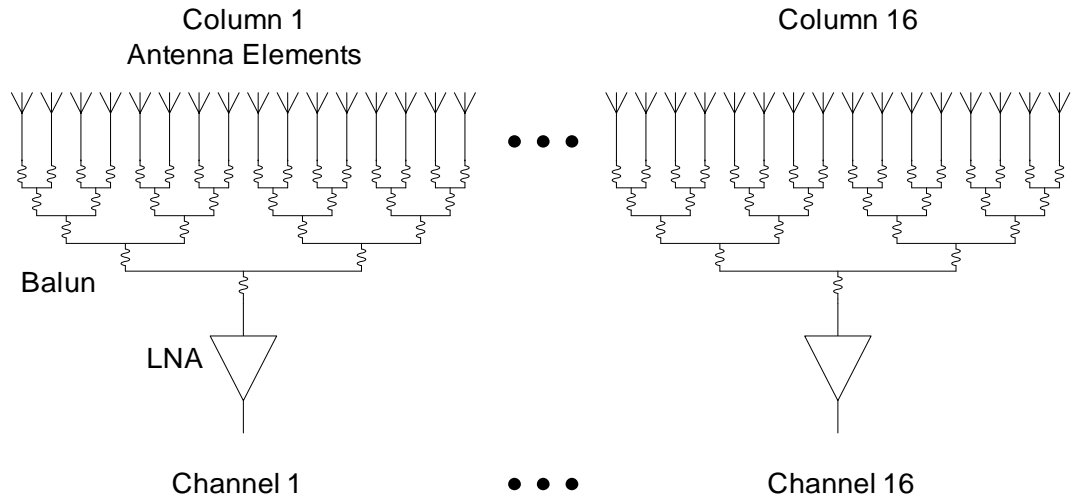 Column 1
Antenna Elements
Column 16
Balun
LNA
Channel 1
Channel 16